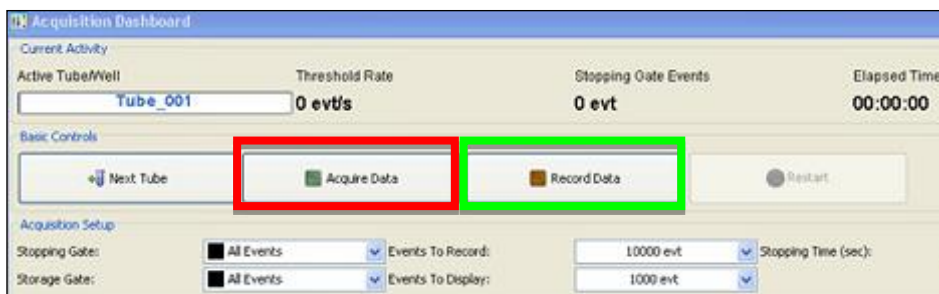 Acquisition Dashboard
Current Activity
Active Tube/Well Threshold Rate Stopping Gate Events Elapsed Time
Tube_001 0 evt/s 0 evt 00:00:00
Basic Controls
Next Tube Acquire Data Record Data Restart
Acquisition Setup
Stopping Gate: All Events Events To Record: 10000 evt Stopping Time (sec):
Storage Gate: All Events Events To Display: 1000 evt